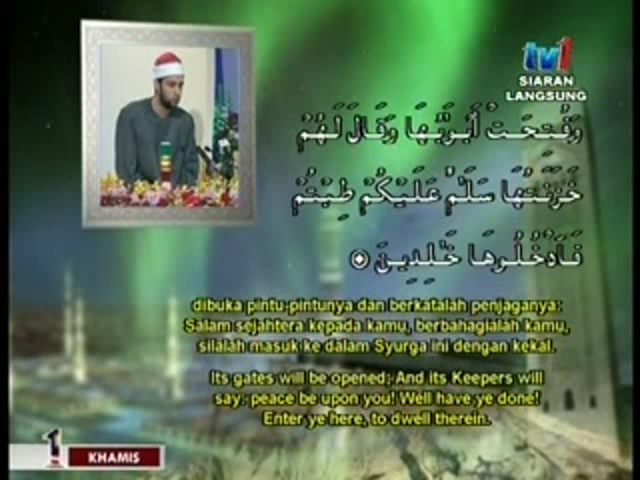 tv1
SIARAN
LANGSUNG
وَفُتِحَتْ أَبْوَٰبُهَا وَقَالَ لَهُمْ
خَزَنَتُهَا سَلَٰمٌ عَلَيْكُمْ طِبْتُمْ
فَٱدْخُلُوهَا خَٰلِدِينَ
dibuka pintu-pintunya dan berkatalah penjaganya:
Salam sejahtera kepada kamu, berbahagialah kamu,
silalah masuk ke dalam Syurga ini dengan kekal.
Its gates will be opened; And its Keepers will
say: peace be upon you! Well have ye done!
Enter ye here, to dwell therein.
1 KHAMIS